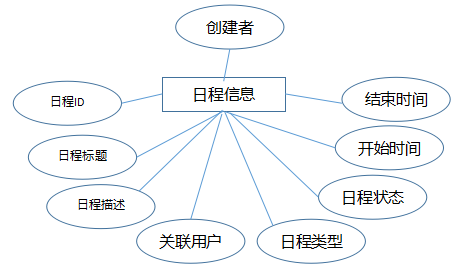 创建者
日程信息
日程ID
结束时间
日程标题
开始时间
日程描述
日程状态
关联用户
日程类型